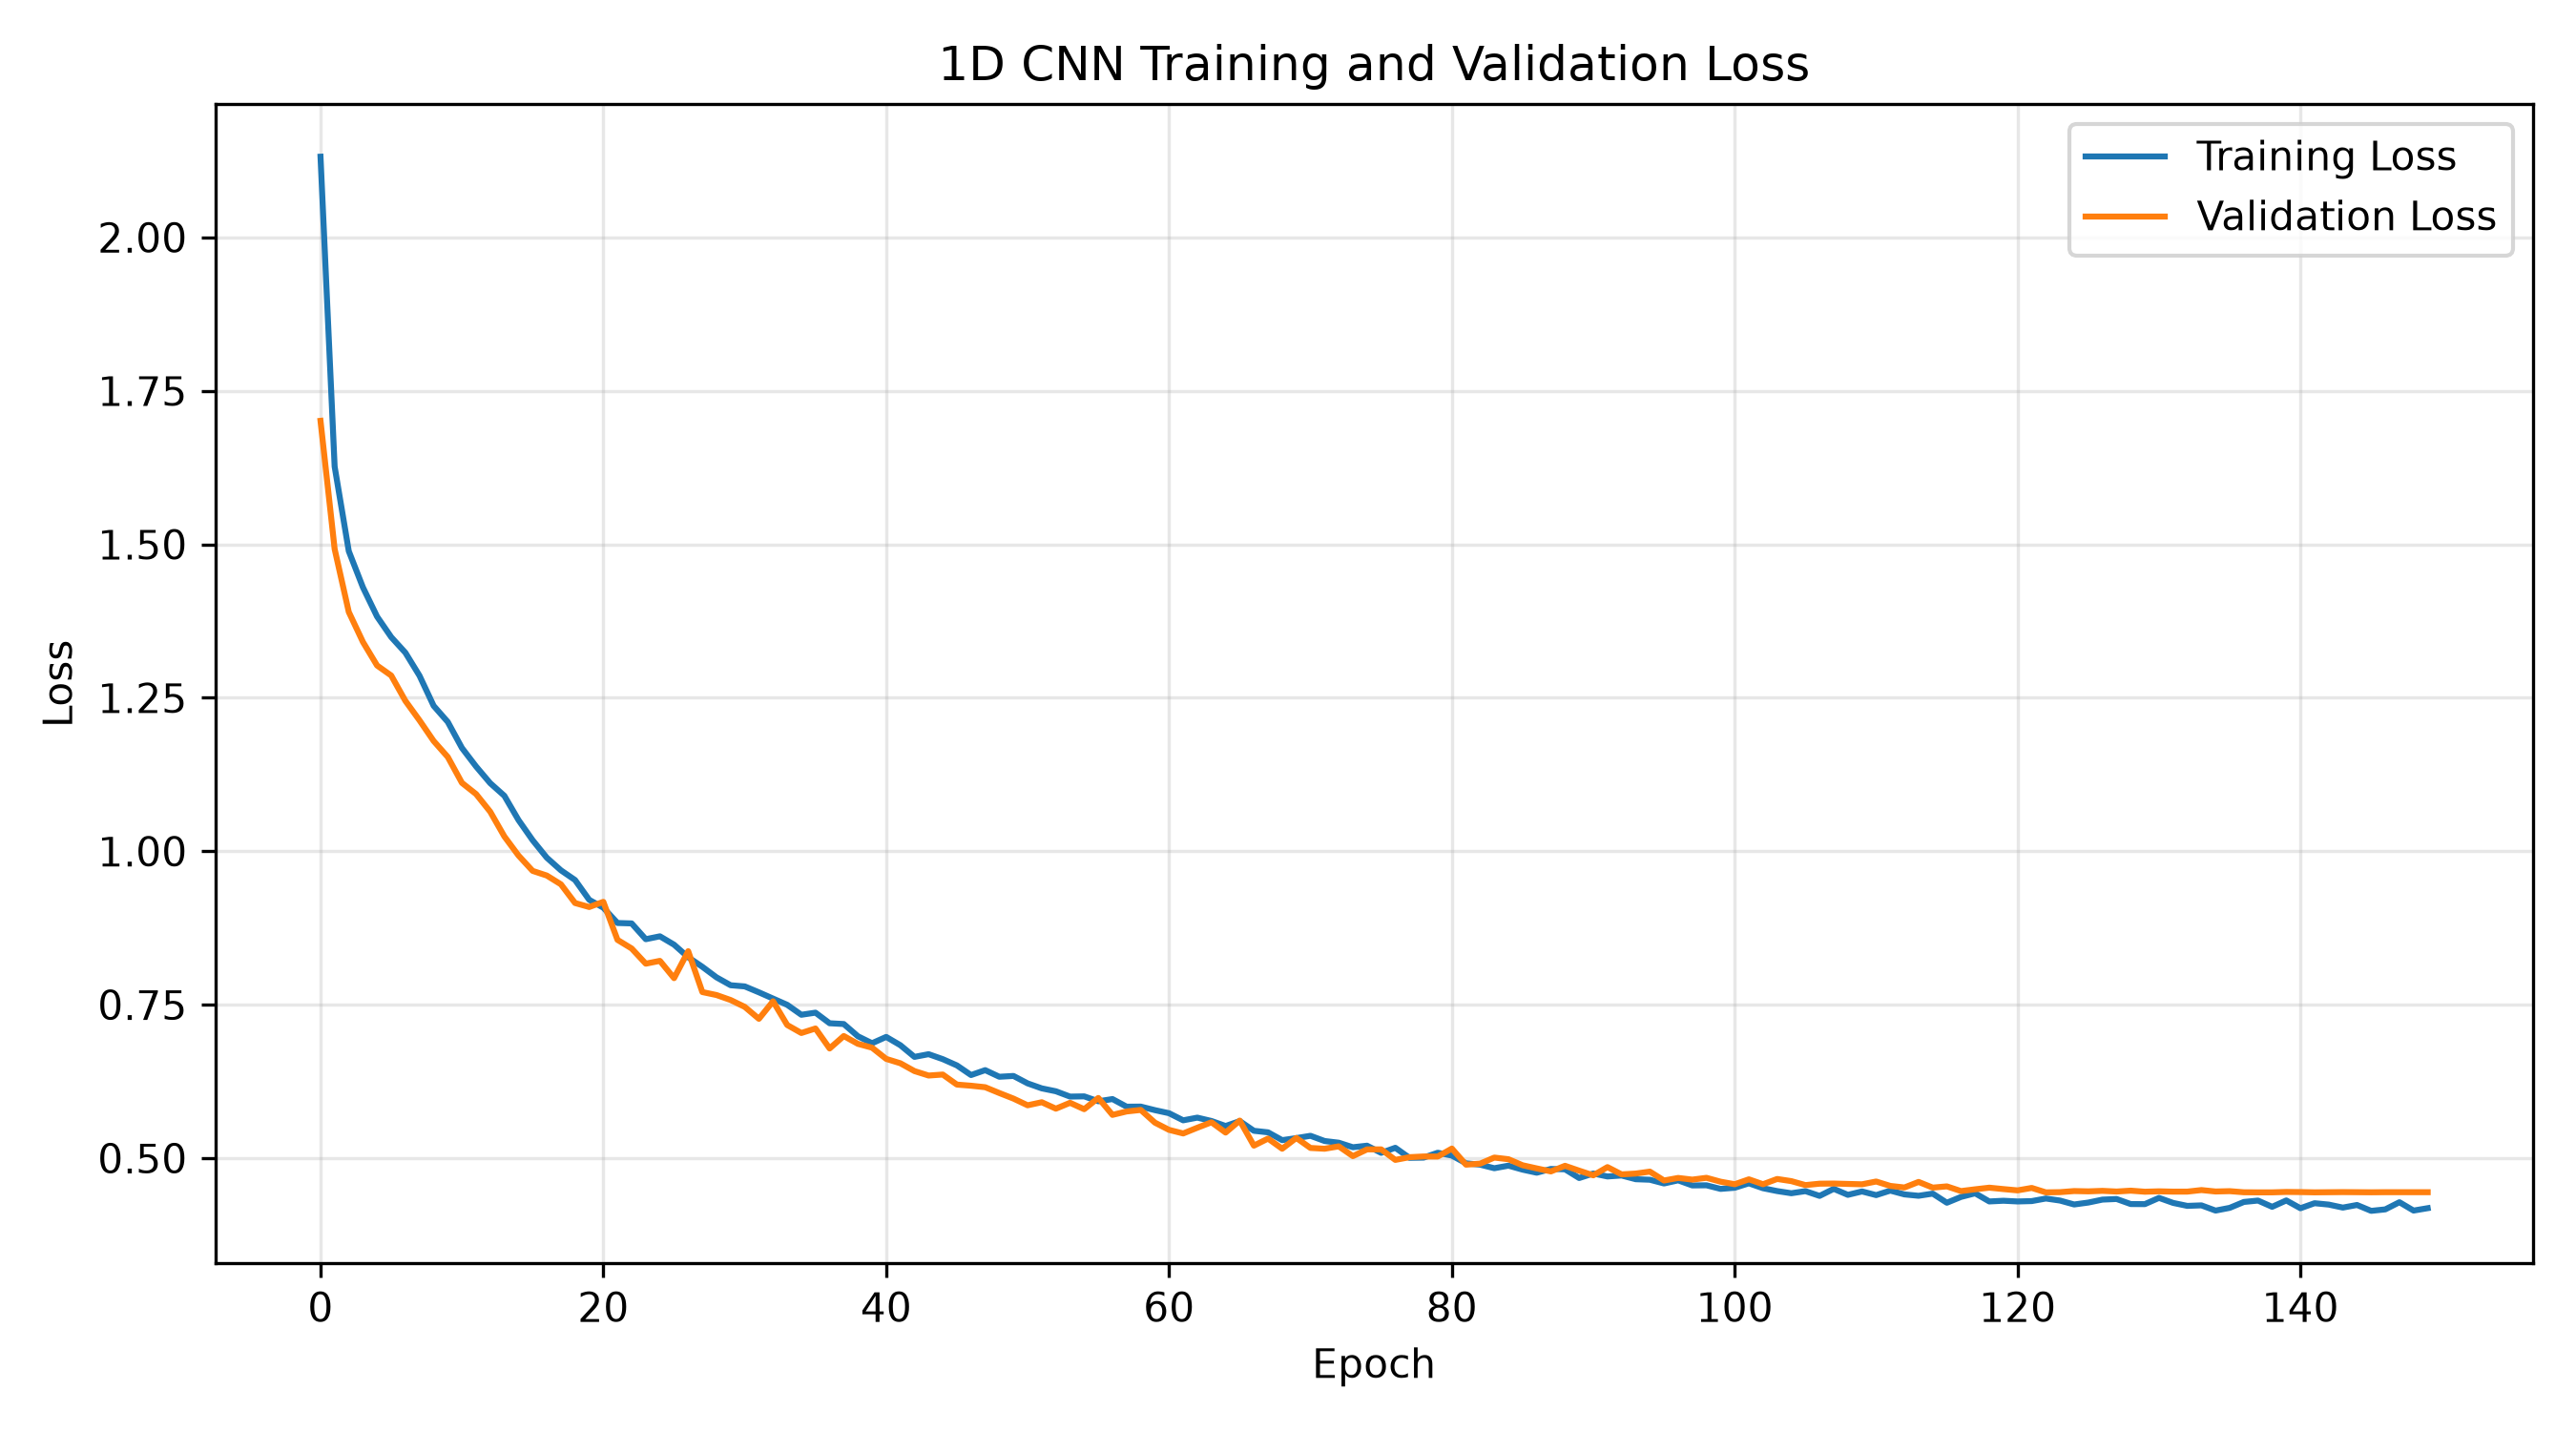 1D CNN Training and Validation Loss
Training Loss
Validation Loss
2.00
1.75
1.50
1.25
1.00
0.75
0.50
Loss
0 20 40 60 80 100 120 140
Epoch